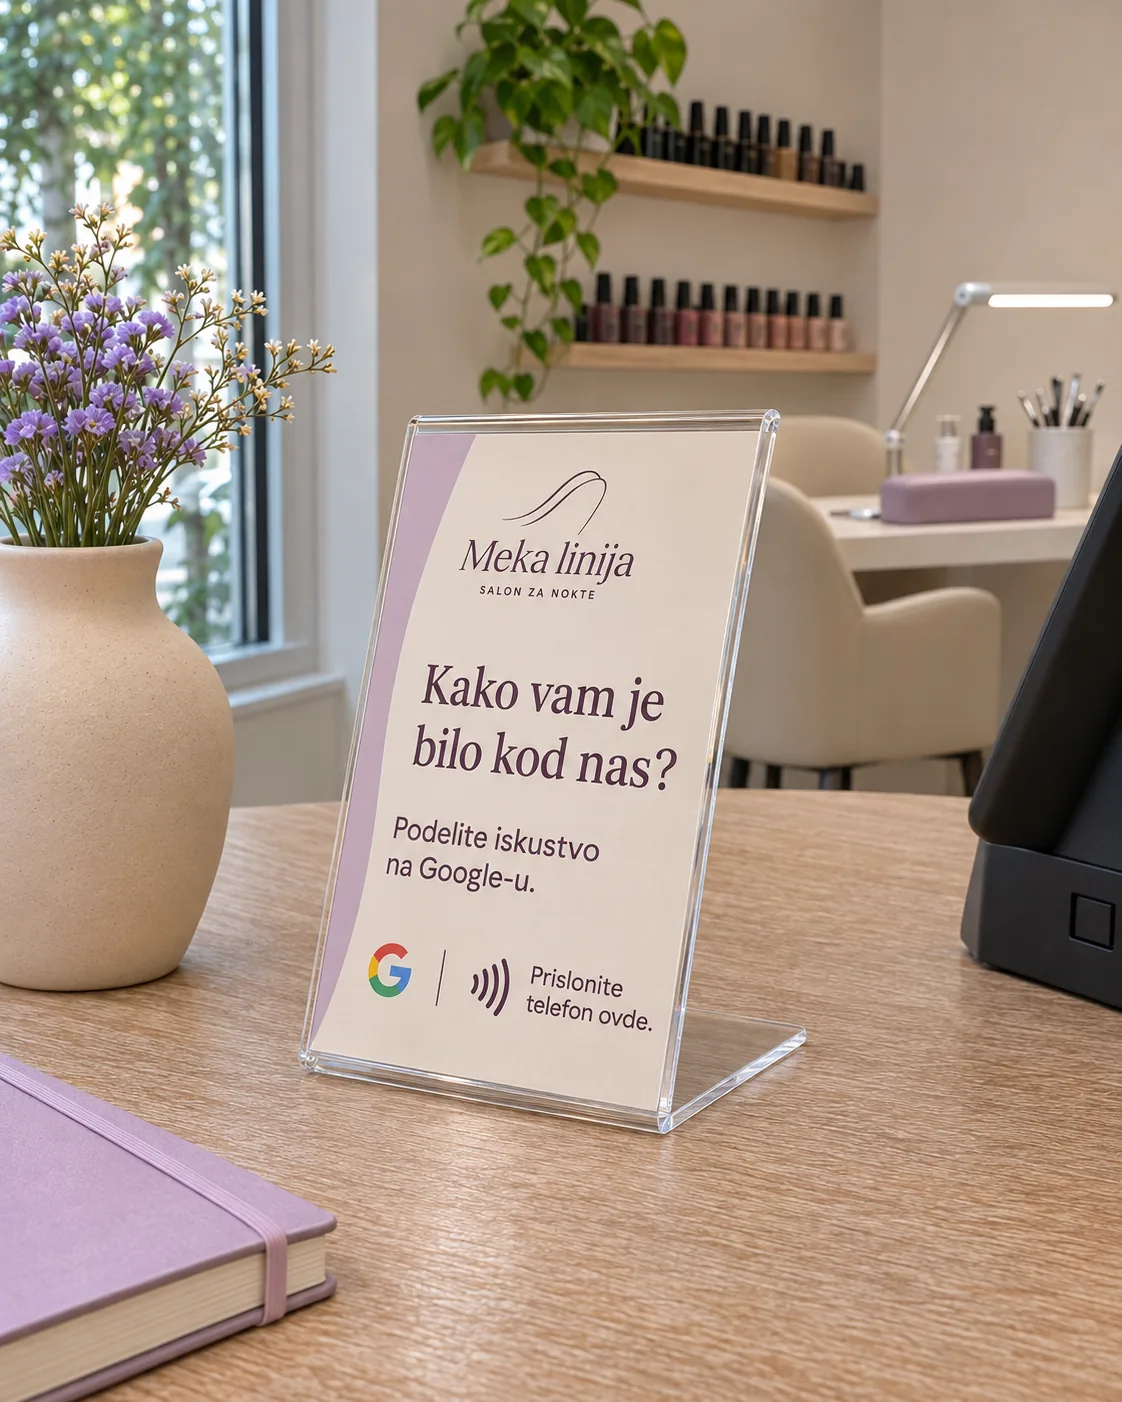 Meka linija
SALON ZA NOKTE
Kako vam je
bilo kod nas?
Podelite iskustvo
na Google-u.
G
Prislonite
telefon ovde.